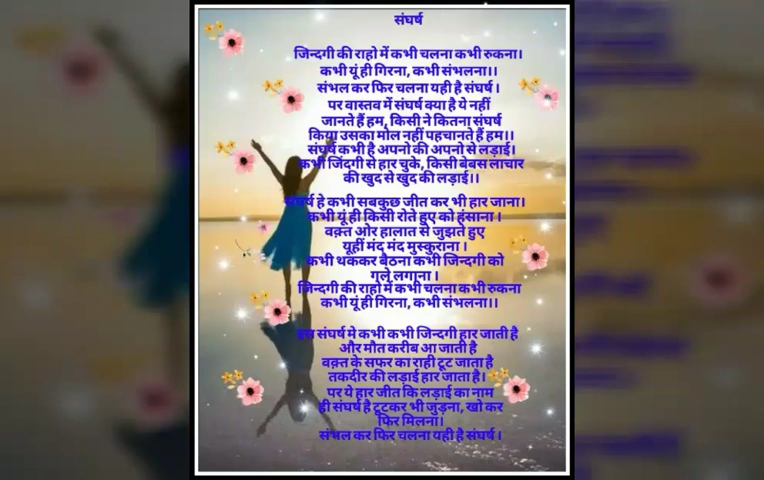 संघर्ष
जिन्दगी की राहो में कभी चलना कभी रुकना।
कभी यूं ही गिरना, कभी संभलना।।
संभल कर फिर चलना यही है संघर्ष ।
पर वास्तव में संघर्ष क्या है ये नहीं
जानते हैं हम, किसी ने कितना संघर्ष
किया उसका मोल नहीं पहचानते हैं हम।।
संघर्ष कभी है अपनो की अपनो से लड़ाई।
कभी जिंदगी से हार चुके, किसी बेबस लाचार
की खुद से खुद की लड़ाई।।
संघर्ष हे कभी सबकुछ जीत कर भी हार जाना।
कभी यूं ही किसी रोते हुए को हंसाना ।
वक़्त ओर हालात से जुझते हुए
यूहीं मंद मंद मुस्कुराना ।
कभी थककर बैठना कभी जिन्दगी को
गले लगाना ।
जिन्दगी की राहो में कभी चलना कभी रुकना
कभी यूं ही गिरना, कभी संभलना।।
इस संघर्ष मे कभी कभी जिन्दगी हार जाती है
और मौत करीब आ जाती है
वक़्त के सफर का राही टूट जाता है
तकदीर की लड़ाई हार जाता है।
पर ये हार जीत कि लड़ाई का नाम
ही संघर्ष है टूटकर भी जुड़ना, खो कर
फिर मिलना।
संभल कर फिर चलना यही है संघर्ष ।